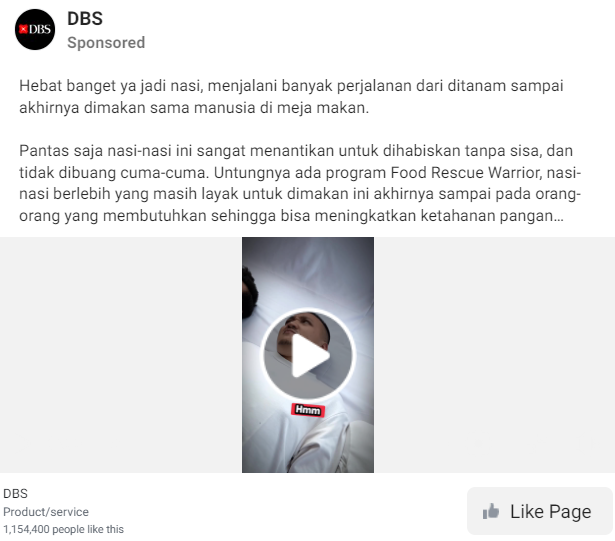 DBS
DBS
Sponsored
Hebat banget ya jadi nasi, menjalani banyak perjalanan dari ditanam sampai
akhirnya dimakan sama manusia di meja makan.
Pantas saja nasi-nasi ini sangat menantikan untuk dihabiskan tanpa sisa, dan
tidak dibuang cuma-cuma. Untungnya ada program Food Rescue Warrior, nasi-
nasi berlebih yang masih layak untuk dimakan ini akhirnya sampai pada orang-
orang yang membutuhkan sehingga bisa meningkatkan ketahanan pangan...
Hmm
DBS
Product/service
1,154,400 people like this
Like Page